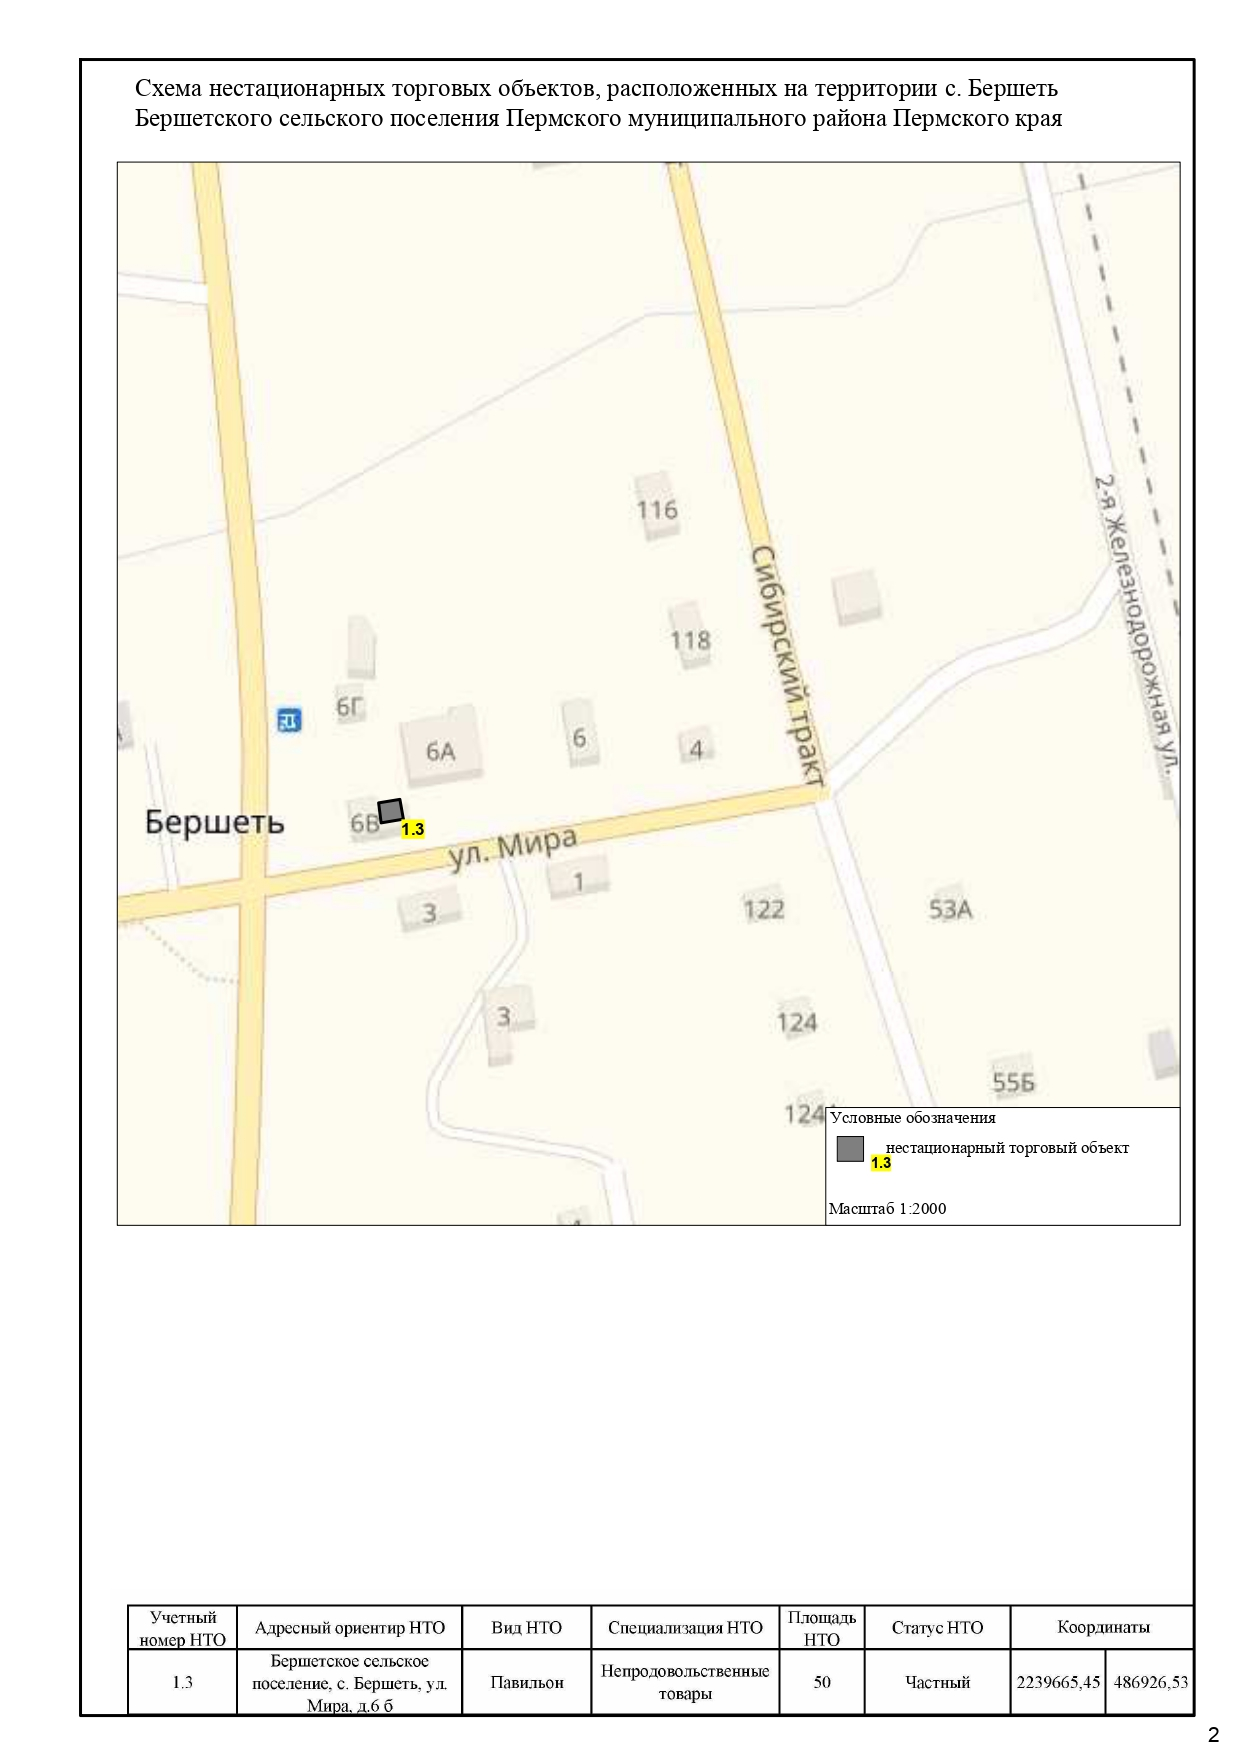 Схема нестационарных торговых объектов, расположенных на территории с. Бершеть
Бершетского сельского поселения Пермского муниципального района Пермского края
116
Сибирский тракт
2-я Железнодорожная ул.
118
6Г
6А
6
4
Бершеть
6В
1.3
ул. Мира
3
1
122
53А
3
124
55Б
124
Условные обозначения
нестационарный торговый объект
1.3
Масштаб 1:2000
Учетный номер НТО
Адресный ориентир НТО
Вид НТО
Специализация НТО
Площадь НТО
Статус НТО
Координаты
1.3
Бершетское сельское
поселение, с. Бершеть, ул.
Мира, д.6 б
Павильон
Непродовольственные
товары
50
Частный
2239665,45
486926,53
2